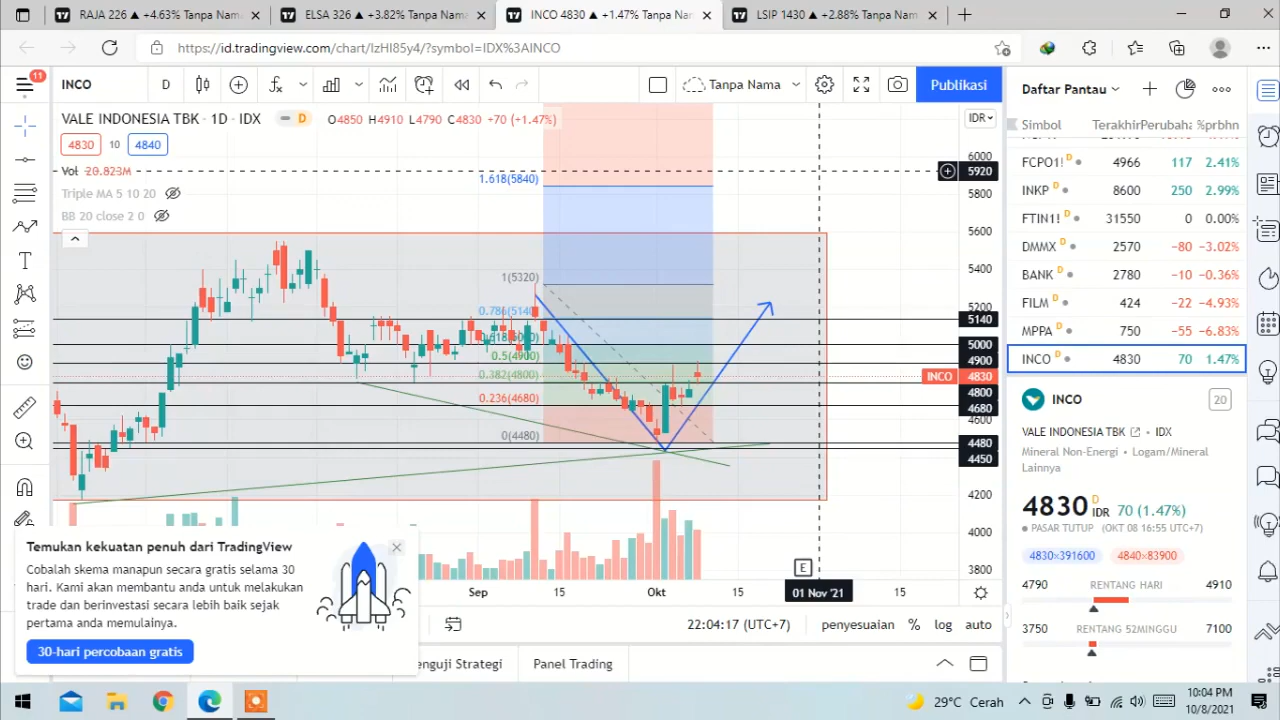 RAJA 226 ▲ +4.63% Tanpa Nama
ELSA 326 ▲ +3.82% Tanpa Nama
INCO 4830 ▲ +1.47% Tanpa Nar
LSIP 1430 ▲ +2.88% Tanpa Nam
https://id.tradingview.com/chart/lzHI85y4/?symbol=IDX%3AINCO
11
INCO
D
Tanpa Nama
Publikasi
VALE INDONESIA TBK · 1D · IDX
D
O4850 H4910 L4790 C4830 +70 (+1.47%)
4830 10 4840
Vol 20.823M
Triple MA 5 10 20
BB 20 close 2 0
1.618(5840)
1(5320)
0.786(5140)
0.618(5000)
0.5(4900)
0.382(4800)
0.236(4680)
0(4480)
IDR
6000
5920
5800
5600
5400
5200
5140
5000
4900
INCO 4830
4800
4680
4600
4480
4450
4200
4000
3800
E
Sep
15
Okt
15
01 Nov '21
15
22:04:17 (UTC+7)
penyesuaian
%
log
auto
enguji Strategi
Panel Trading
Temukan kekuatan penuh dari TradingView
Cobalah skema manapun secara gratis selama 30
hari. Kami akan membantu anda untuk melakukan
trade dan berinvestasi secara lebih baik sejak
pertama anda memulainya.
30-hari percobaan gratis
Daftar Pantau
Simbol Terakhir Perubaha %prbhn
FCPO1! D 4966 117 2.41%
INKP D 8600 250 2.99%
FTIN1! D 31550 0 0.00%
DMMX D 2570 −80 −3.02%
BANK D 2780 −10 −0.36%
FILM D 424 −22 −4.93%
MPPA D 750 −55 −6.83%
INCO D 4830 70 1.47%
INCO
20
VALE INDONESIA TBK • IDX
Mineral Non-Energi • Logam/Mineral
Lainnya
4830 D IDR 70 (1.47%)
PASAR TUTUP (OKT 08 16:55 UTC+7)
4830×391600 4840×83900
4790 RENTANG HARI 4910
3750 RENTANG 52MINGGU 7100
29°C Cerah
10:04 PM
10/8/2021